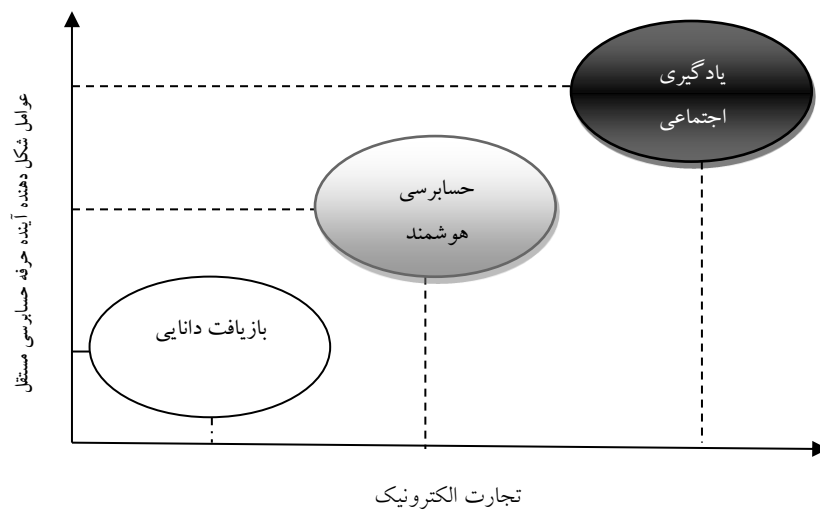 یادگیری
اجتماعی
عوامل شکل دهنده آینده حرفه حسابرسی مستقل
حسابرسی
هوشمند
بازیافت دانایی
تجارت الکترونیک